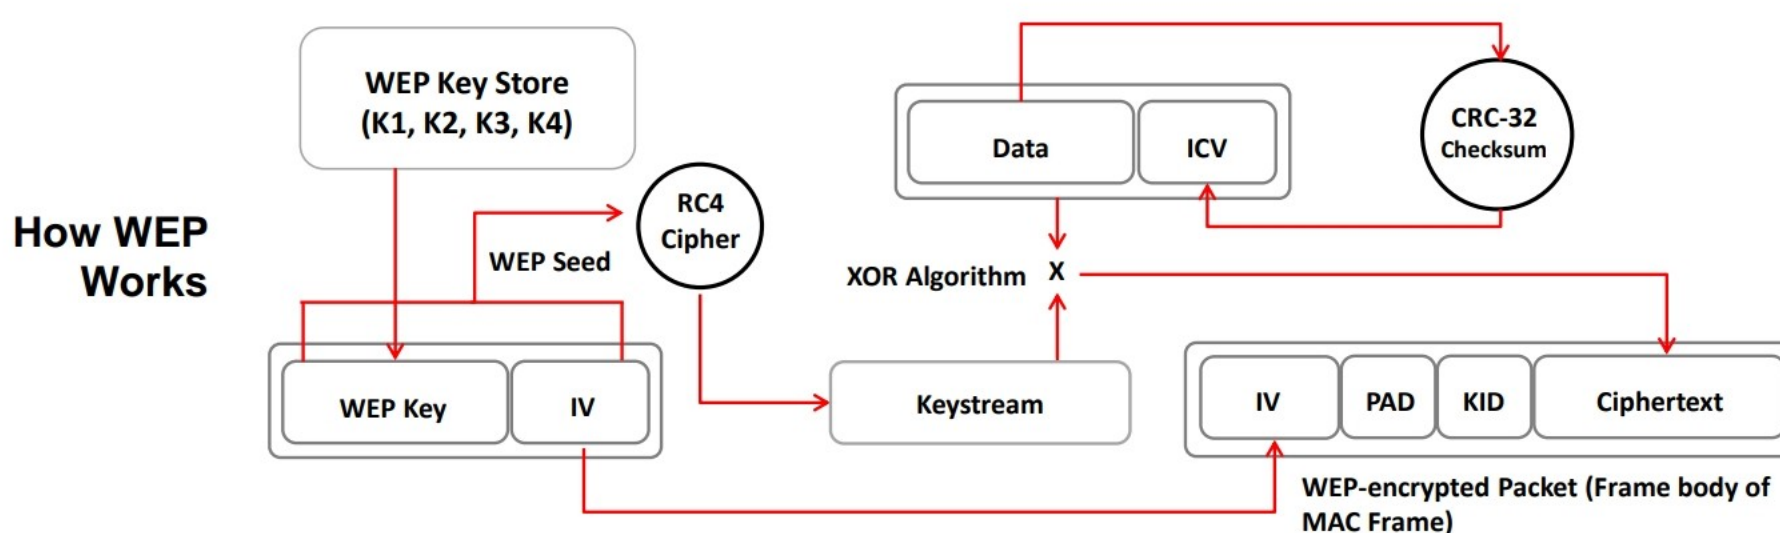 How WEP
Works
WEP Key Store
(K1, K2, K3, K4)
WEP Seed
RC4
Cipher
WEP Key
IV
Data
ICV
CRC-32
Checksum
XOR Algorithm X
Keystream
IV
PAD
KID
Ciphertext
WEP-encrypted Packet (Frame body of
MAC Frame)